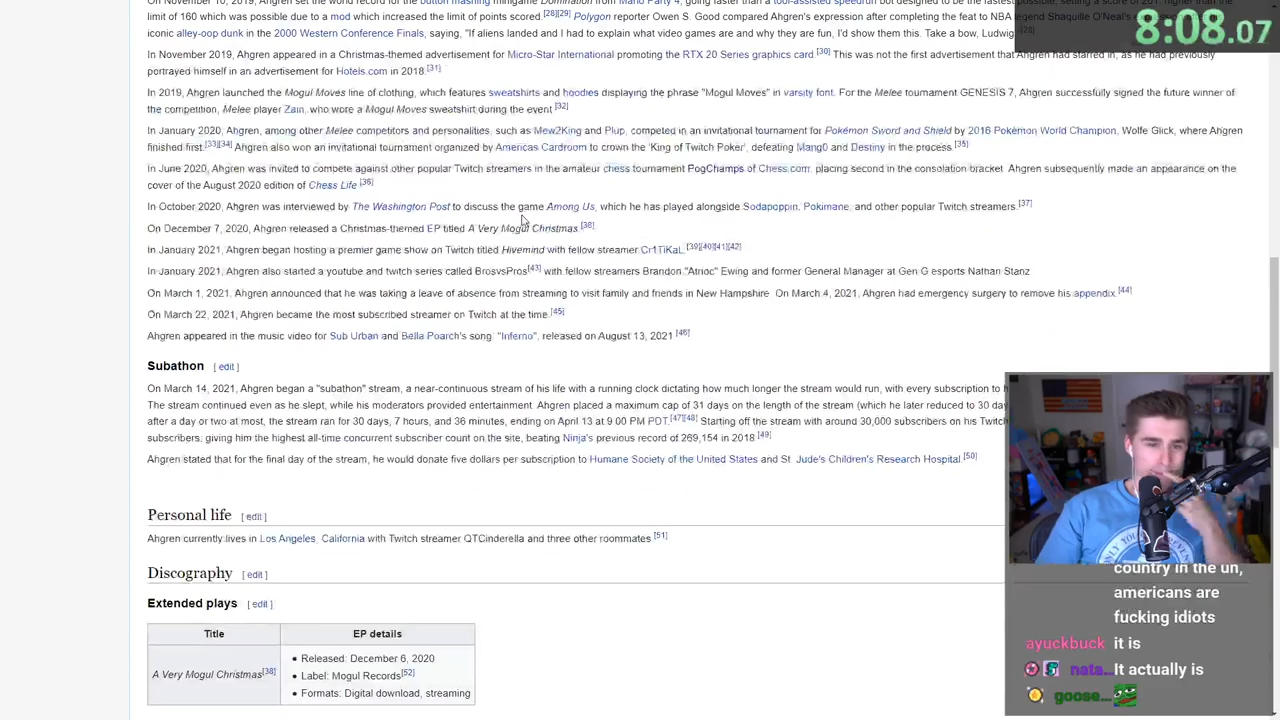 On November 10, 2019, Ahgren set the world record for the button mashing minigame Domination from Mario Party 4, going faster than a tool-assisted speedrun but designed to be the fastest possible, setting a score of 261, higher than the
limit of 160 which was possible due to a mod which increased the limit of points scored.[28][29] Polygon reporter Owen S. Good compared Ahgren's expression after completing the feat to NBA legend Shaquille O'Neal's expression after
8:08.07
iconic alley-oop dunk in the 2000 Western Conference Finals, saying, "If aliens landed and I had to explain what video games are and why they are fun, I'd show them this. Take a bow, Ludwig."[28]
In November 2019, Ahgren appeared in a Christmas-themed advertisement for Micro-Star International promoting the RTX 20 Series graphics card.[30] This was not the first advertisement that Ahgren had starred in, as he had previously
portrayed himself in an advertisement for Hotels.com in 2018.[31]
In 2019, Ahgren launched the Mogul Moves line of clothing, which features sweatshirts and hoodies displaying the phrase "Mogul Moves" in varsity font. For the Melee tournament GENESIS 7, Ahgren successfully signed the future winner of
the competition, Melee player Zain, who wore a Mogul Moves sweatshirt during the event.[32]
In January 2020, Ahgren, among other Melee competitors and personalities, such as Mew2King and Plup, competed in an invitational tournament for Pokémon Sword and Shield by 2016 Pokémon World Champion, Wolfe Glick, where Ahgren
finished first.[33][34] Ahgren also won an invitational tournament organized by Americas Cardroom to crown the 'King of Twitch Poker', defeating Mang0 and Destiny in the process.[35]
In June 2020, Ahgren was invited to compete against other popular Twitch streamers in the amateur chess tournament PogChamps of Chess.com, placing second in the consolation bracket. Ahgren subsequently made an appearance on the
cover of the August 2020 edition of Chess Life.[36]
In October 2020, Ahgren was interviewed by The Washington Post to discuss the game Among Us, which he has played alongside Sodapoppin, Pokimane, and other popular Twitch streamers.[37]
On December 7, 2020, Ahgren released a Christmas-themed EP titled A Very Mogul Christmas.[38]
In January 2021, Ahgren began hosting a premier game show on Twitch titled Hivemind with fellow streamer Cr1TiKaL.[39][40][41][42]
In January 2021, Ahgren also started a youtube and twitch series called BrosvsPros[43] with fellow streamers Brandon "Atrioc" Ewing and former General Manager at Gen G esports Nathan Stanz
On March 1, 2021, Ahgren announced that he was taking a leave of absence from streaming to visit family and friends in New Hampshire. On March 4, 2021, Ahgren had emergency surgery to remove his appendix.[44]
On March 22, 2021, Ahgren became the most subscribed streamer on Twitch at the time.[45]
Ahgren appeared in the music video for Sub Urban and Bella Poarch's song, "Inferno", released on August 13, 2021.[46]
Subathon [ edit ]
On March 14, 2021, Ahgren began a "subathon" stream, a near-continuous stream of his life with a running clock dictating how much longer the stream would run, with every subscription to h
The stream continued even as he slept, while his moderators provided entertainment. Ahgren placed a maximum cap of 31 days on the length of the stream (which he later reduced to 30 day
after a day or two at most, the stream ran for 30 days, 7 hours, and 36 minutes, ending on April 13 at 9:00 PM PDT.[47][48] Starting off the stream with around 30,000 subscribers on his Twitch
subscribers, giving him the highest all-time concurrent subscriber count on the site, beating Ninja's previous record of 269,154 in 2018.[49]
Ahgren stated that for the final day of the stream, he would donate five dollars per subscription to Humane Society of the United States and St. Jude's Children's Research Hospital.[50]
Personal life [ edit ]
Ahgren currently lives in Los Angeles, California with Twitch streamer QTCinderella and three other roommates.[51]
Discography [ edit ]
Extended plays [ edit ]
Title EP details
A Very Mogul Christmas[38]
• Released: December 6, 2020
• Label: Mogul Records[52]
• Formats: Digital download, streaming
country in the un,
americans are
fucking idiots
ayuckbuck it is
nata... It actually is
goose...